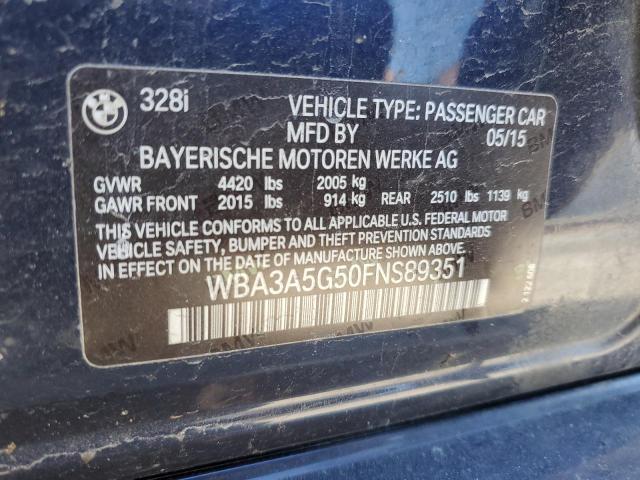 BMW 328i VEHICLE TYPE: PASSENGER CAR
MFD BY 05/15
BAYERISCHE MOTOREN WERKE AG
GVWR 4420 lbs 2005 kg
GAWR FRONT 2015 lbs 914 kg REAR 2510 lbs 1139 kg
THIS VEHICLE CONFORMS TO ALL APPLICABLE U.S. FEDERAL MOTOR
VEHICLE SAFETY, BUMPER AND THEFT PREVENTION STANDARDS
IN EFFECT ON THE DATE OF MANUFACTURE SHOWN ABOVE.
WBA3A5G50FNS89351